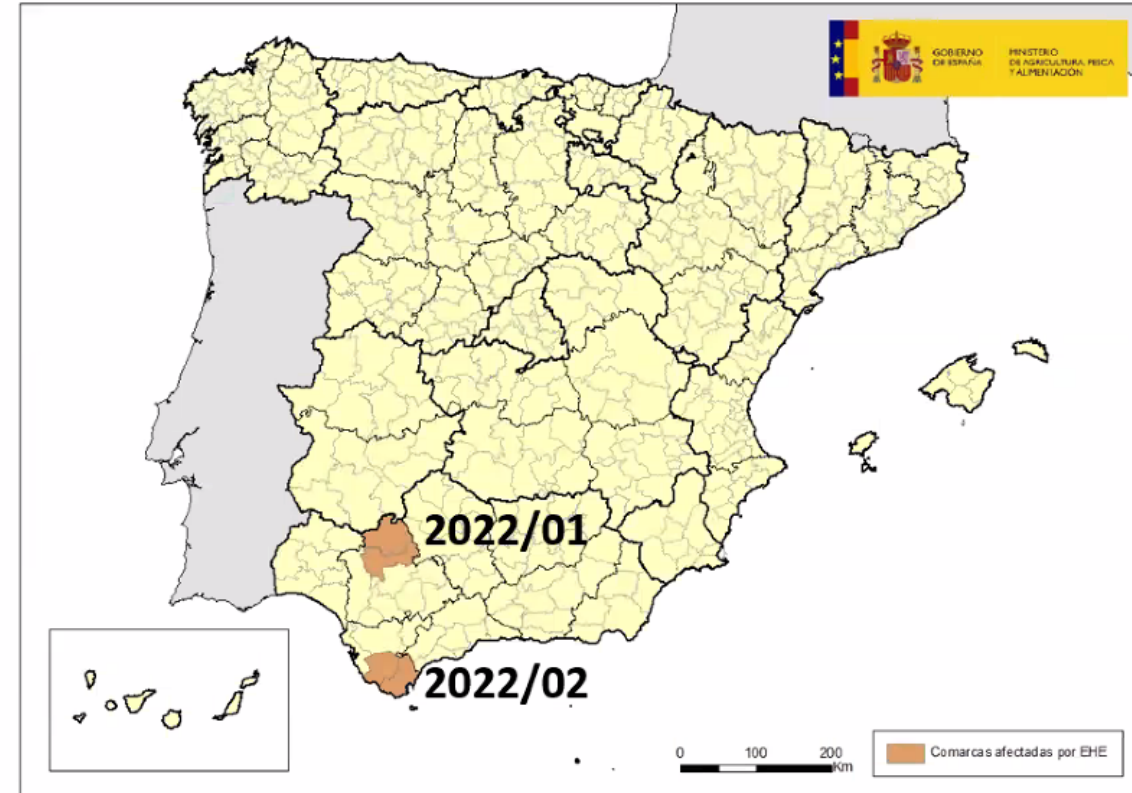 GOBIERNO
DE ESPAÑA
MINISTERIO
DE AGRICULTURA, PESCA
Y ALIMENTACIÓN
2022/01
2022/02
0 100 200
Km
Comarcas afectadas por EHE